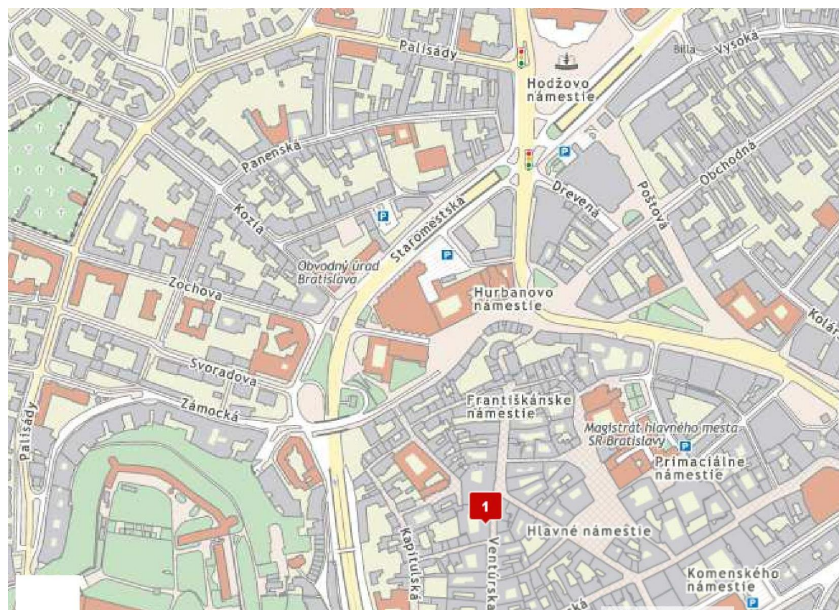 Palisády
Billa
Vysoká
Hodžovo
námestie
Panenská
P
Obchodná
Drevená
Poštová
Kozia
P
Staromestská
P
Obvodný úrad
Bratislava
Zochova
Hurbanovo
námestie
Kolár
Svoradova
Františkánske
námestie
Zámocká
Palisády
Magistrát hlavného mesta
SR Bratislavy
P
Primaciálne
námestie
1
Hlavné námestie
Kapitulská
Ventúrska
Komenského
námestie
P